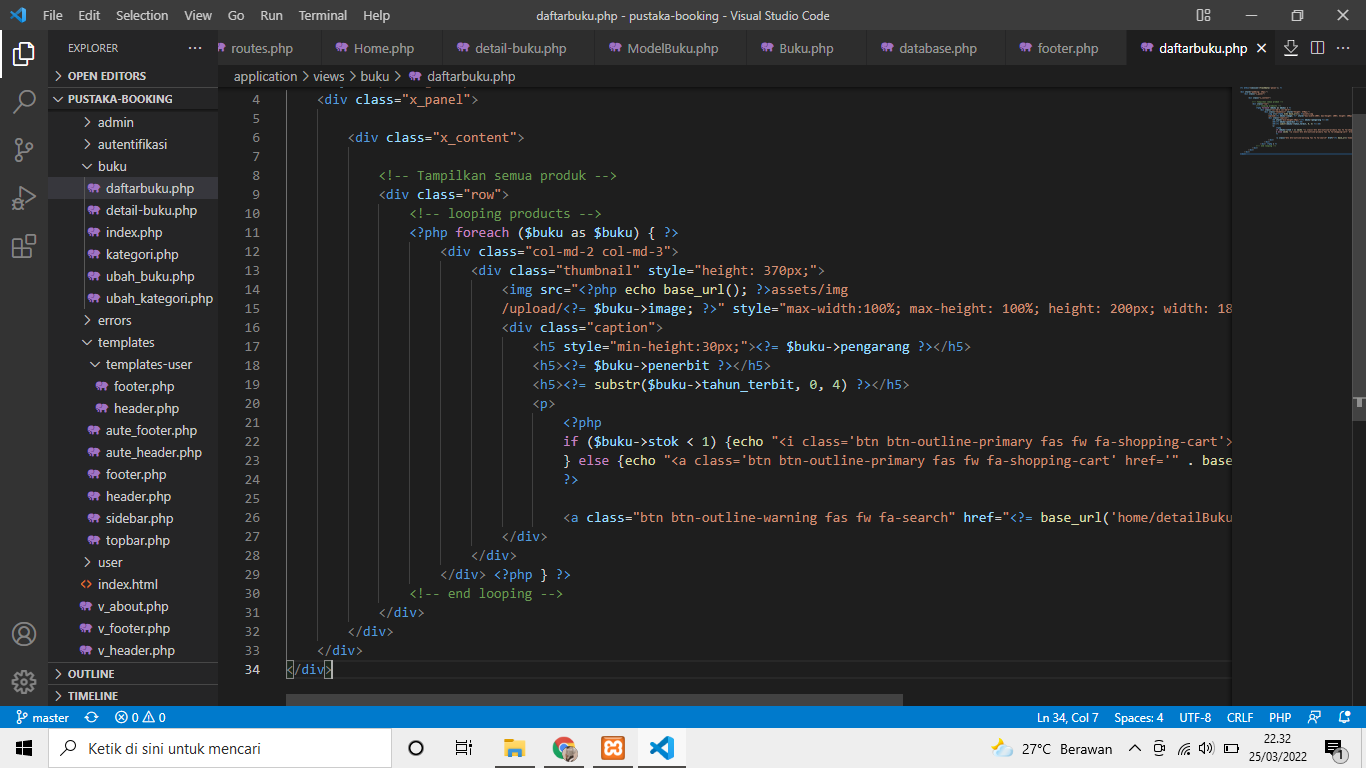 File Edit Selection View Go Run Terminal Help
daftarbuku.php - pustaka-booking - Visual Studio Code
EXPLORER
routes.php Home.php detail-buku.php ModelBuku.php Buku.php database.php footer.php daftarbuku.php
application > views > buku > daftarbuku.php
OPEN EDITORS
PUSTAKA-BOOKING
admin
autentifikasi
buku
daftarbuku.php
detail-buku.php
index.php
kategori.php
ubah_buku.php
ubah_kategori.php
errors
templates
templates-user
footer.php
header.php
aute_footer.php
aute_header.php
footer.php
header.php
sidebar.php
topbar.php
user
index.html
v_about.php
v_footer.php
v_header.php
OUTLINE
TIMELINE
4 <div class="x_panel">
5
6 <div class="x_content">
7
8 <!-- Tampilkan semua produk -->
9 <div class="row">
10 <!-- looping products -->
11 <?php foreach ($buku as $buku) { ?>
12 <div class="col-md-2 col-md-3">
13 <div class="thumbnail" style="height: 370px;">
14 <img src="<?php echo base_url(); ?>assets/img
15 /upload/<?= $buku->image; ?>" style="max-width:100%; max-height: 100%; height: 200px; width: 18
16 <div class="caption">
17 <h5 style="min-height:30px;"><?= $buku->pengarang ?></h5>
18 <h5><?= $buku->penerbit ?></h5>
19 <h5><?= substr($buku->tahun_terbit, 0, 4) ?></h5>
20 <p>
21 <?php
22 if ($buku->stok < 1) {echo "<i class='btn btn-outline-primary fas fw fa-shopping-cart'>
23 } else {echo "<a class='btn btn-outline-primary fas fw fa-shopping-cart' href='" . base
24 ?>
25
26 <a class="btn btn-outline-warning fas fw fa-search" href="<?= base_url('home/detailBuku
27 </div>
28 </div>
29 </div> <?php } ?>
30 <!-- end looping -->
31 </div>
32 </div>
33 </div>
34 </div>
master 0 0 Ln 34, Col 7 Spaces: 4 UTF-8 CRLF PHP
Ketik di sini untuk mencari
27°C Berawan
22.32
25/03/2022
1